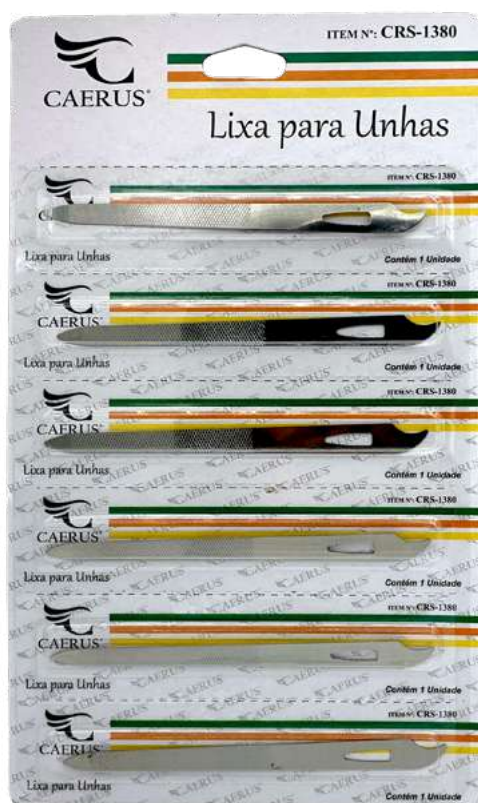 ITEM Nº: CRS-1380
CAERUS®
Lixa para Unhas
ITEM Nº: CRS-1380
Lixa para Unhas
Contém 1 Unidade
ITEM Nº: CRS-1380
CAERUS
Lixa para Unhas
Contém 1 Unidade
ITEM Nº: CRS-1380
CAERUS
Lixa para Unhas
Contém 1 Unidade
ITEM Nº: CRS-1380
CAERUS
Lixa para Unhas
Contém 1 Unidade
ITEM Nº: CRS-1380
CAERUS
Lixa para Unhas
Contém 1 Unidade
ITEM Nº: CRS-1380
CAERUS
Lixa para Unhas
Contém 1 Unidade